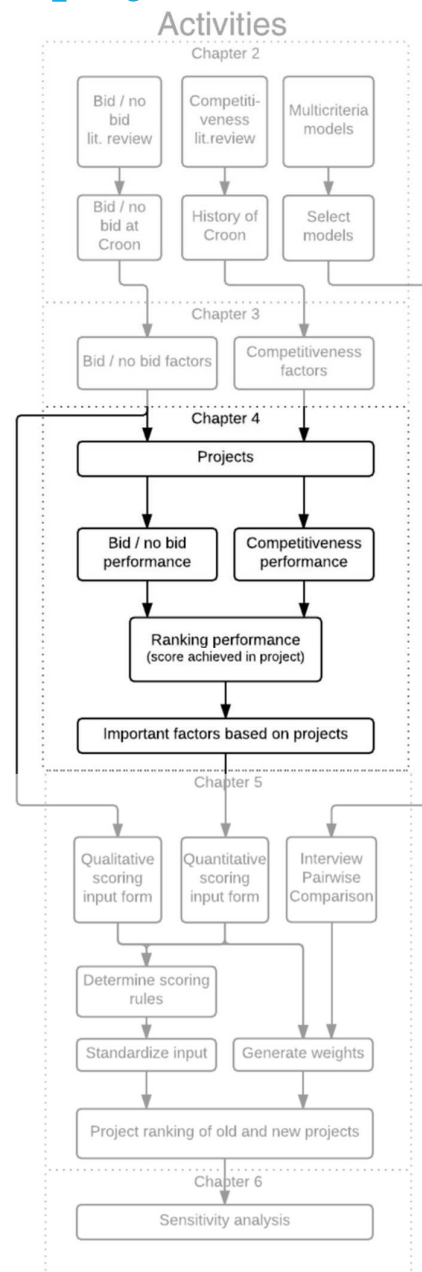 Activities
Chapter 2
Bid / no
bid
lit. review
Competiti-
veness
lit.review
Multicriteria
models
Bid / no
bid at
Croon
History of
Croon
Select
models
Chapter 3
Bid / no bid factors
Competitiveness
factors
Chapter 4
Projects
Bid / no bid
performance
Competitiveness
performance
Ranking performance
(score achieved in project)
Important factors based on projects
Chapter 5
Qualitative
scoring
input form
Quantitative
scoring
input form
Interview
Pairwise
Comparison
Determine scoring
rules
Standardize input
Generate weights
Project ranking of old and new projects
Chapter 6
Sensitivity analysis